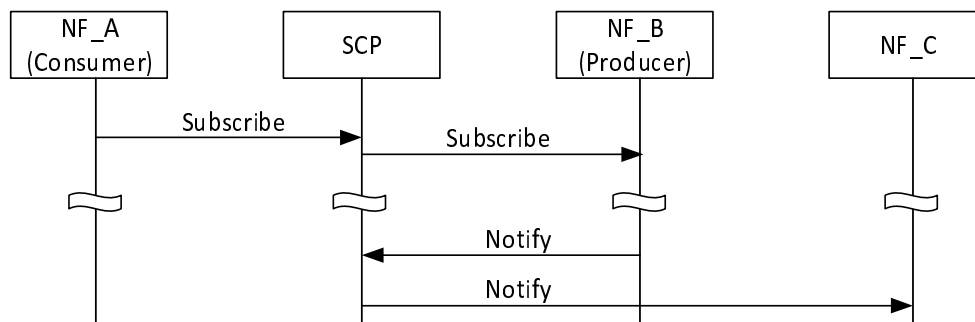 NF_A
(Consumer)
SCP
NF_B
(Producer)
NF_C
Subscribe
Subscribe
Notify
Notify